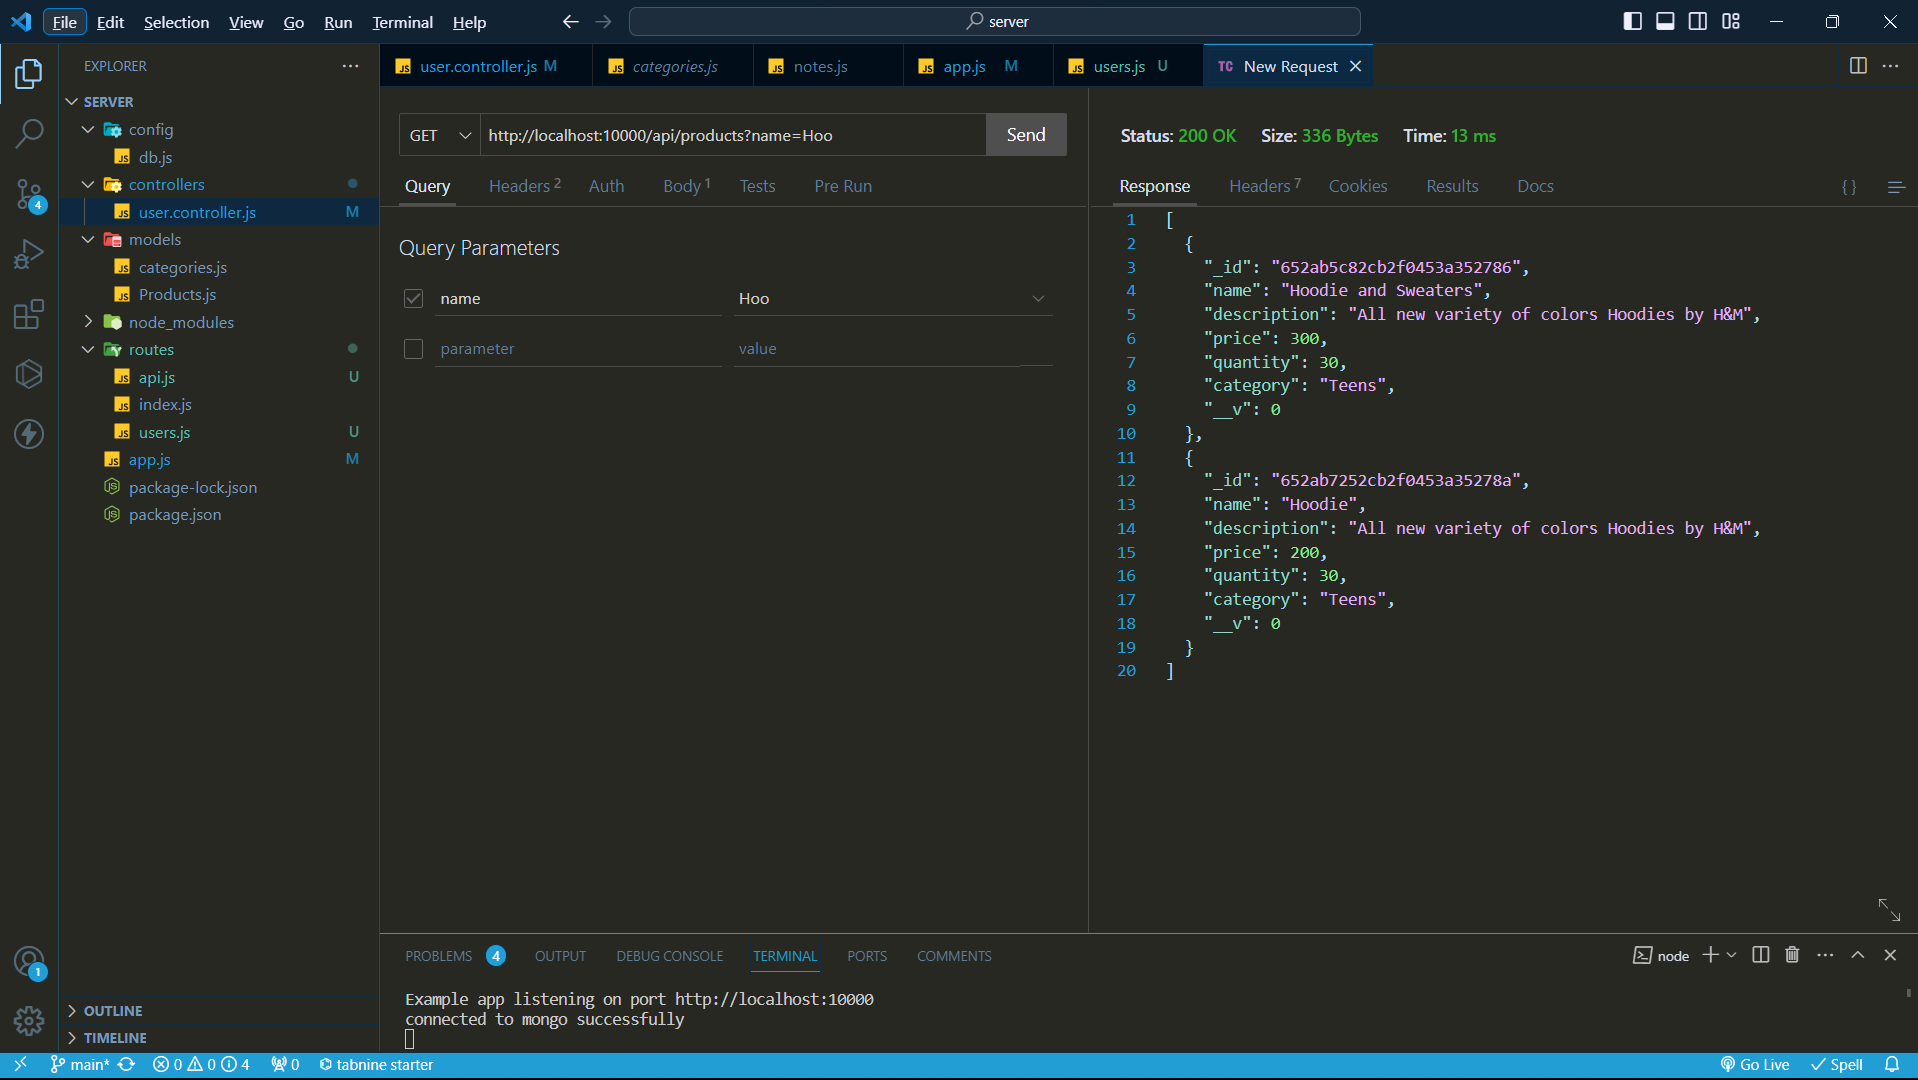 File Edit Selection View Go Run Terminal Help
server
EXPLORER
SERVER
config
db.js
controllers
user.controller.js M
models
categories.js
Products.js
node_modules
routes
api.js U
index.js
users.js U
app.js M
package-lock.json
package.json
OUTLINE
TIMELINE
4
1
user.controller.js M
categories.js
notes.js
app.js M
users.js U
TC New Request
GET http://localhost:10000/api/products?name=Hoo Send
Query Headers 2 Auth Body 1 Tests Pre Run
Query Parameters
name Hoo
parameter value
Status: 200 OK Size: 336 Bytes Time: 13 ms
Response Headers 7 Cookies Results Docs { }
1 [
2 {
3 "_id": "652ab5c82cb2f0453a352786",
4 "name": "Hoodie and Sweaters",
5 "description": "All new variety of colors Hoodies by H&M",
6 "price": 300,
7 "quantity": 30,
8 "category": "Teens",
9 "__v": 0
10 },
11 {
12 "_id": "652ab7252cb2f0453a35278a",
13 "name": "Hoodie",
14 "description": "All new variety of colors Hoodies by H&M",
15 "price": 200,
16 "quantity": 30,
17 "category": "Teens",
18 "__v": 0
19 }
20 ]
PROBLEMS 4 OUTPUT DEBUG CONSOLE TERMINAL PORTS COMMENTS node
Example app listening on port http://localhost:10000
connected to mongo successfully
main* 0 0 4 0 tabnine starter Go Live Spell